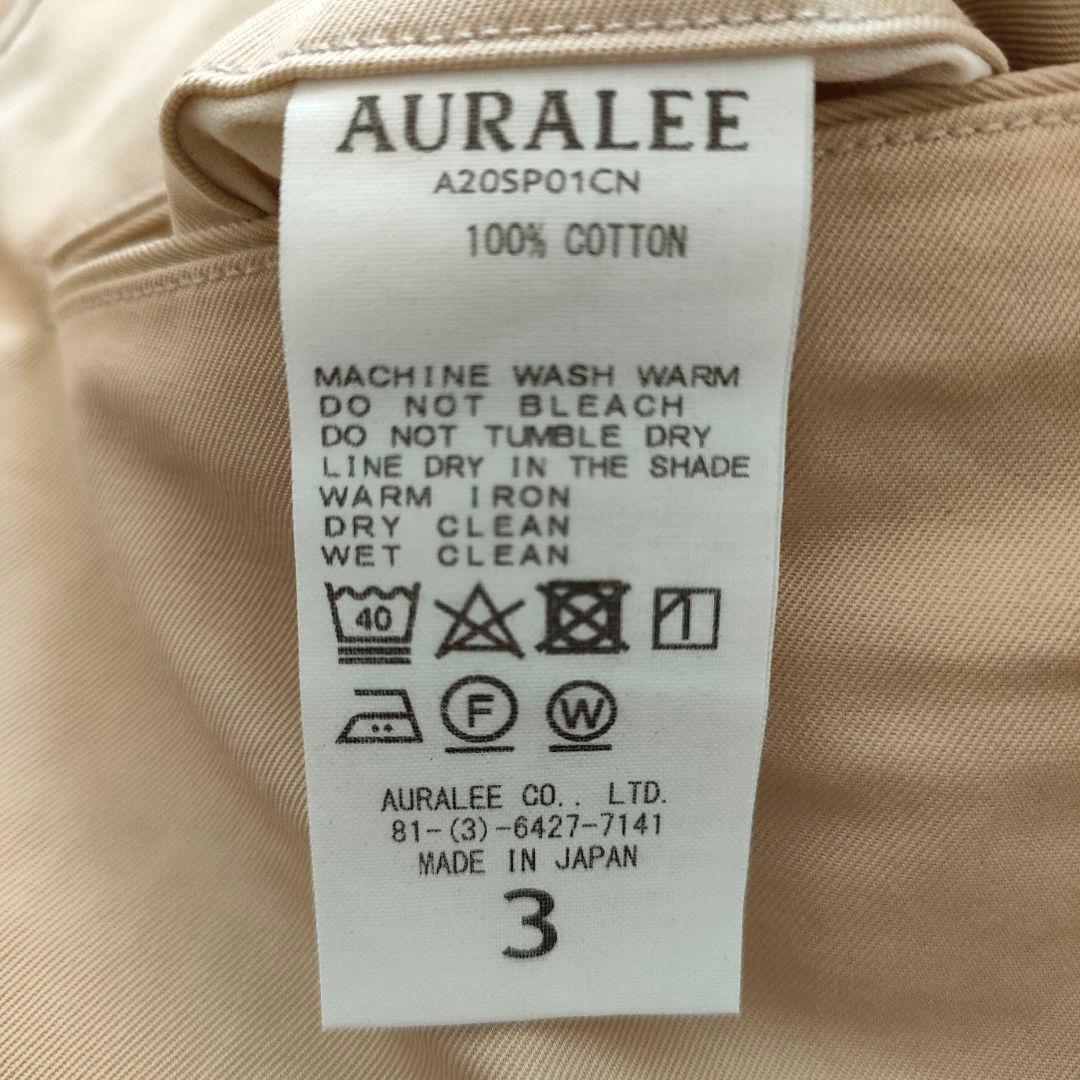 AURALEE
A20SP01CN
100% COTTON
MACHINE WASH WARM
DO NOT BLEACH
DO NOT TUMBLE DRY
LINE DRY IN THE SHADE
WARM IRON
DRY CLEAN
WET CLEAN
40
F W
AURALEE CO., LTD.
81-(3)-6427-7141
MADE IN JAPAN
3